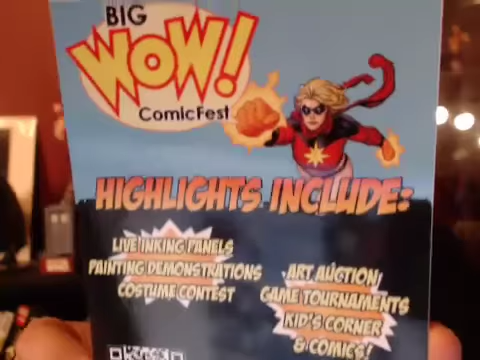 BIG
WOW!
ComicFest
HIGHLIGHTS INCLUDE:
LIVE INKING PANELS
PAINTING DEMONSTRATIONS
COSTUME CONTEST
ART AUCTION!
GAME TOURNAMENTS
KID'S CORNER
& COMICS!